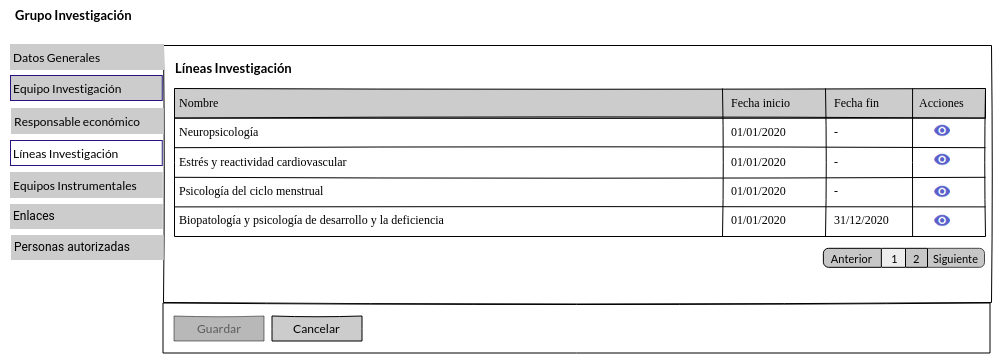 Grupo Investigación
Datos Generales
Equipo Investigación
Responsable económico
Líneas Investigación
Equipos Instrumentales
Enlaces
Personas autorizadas
Líneas Investigación
Nombre Fecha inicio Fecha fin Acciones
Neuropsicología 01/01/2020 -
Estrés y reactividad cardiovascular 01/01/2020 -
Psicología del ciclo menstrual 01/01/2020 -
Biopatología y psicología de desarrollo y la deficiencia 01/01/2020 31/12/2020
Anterior 1 2 Siguiente
Guardar Cancelar